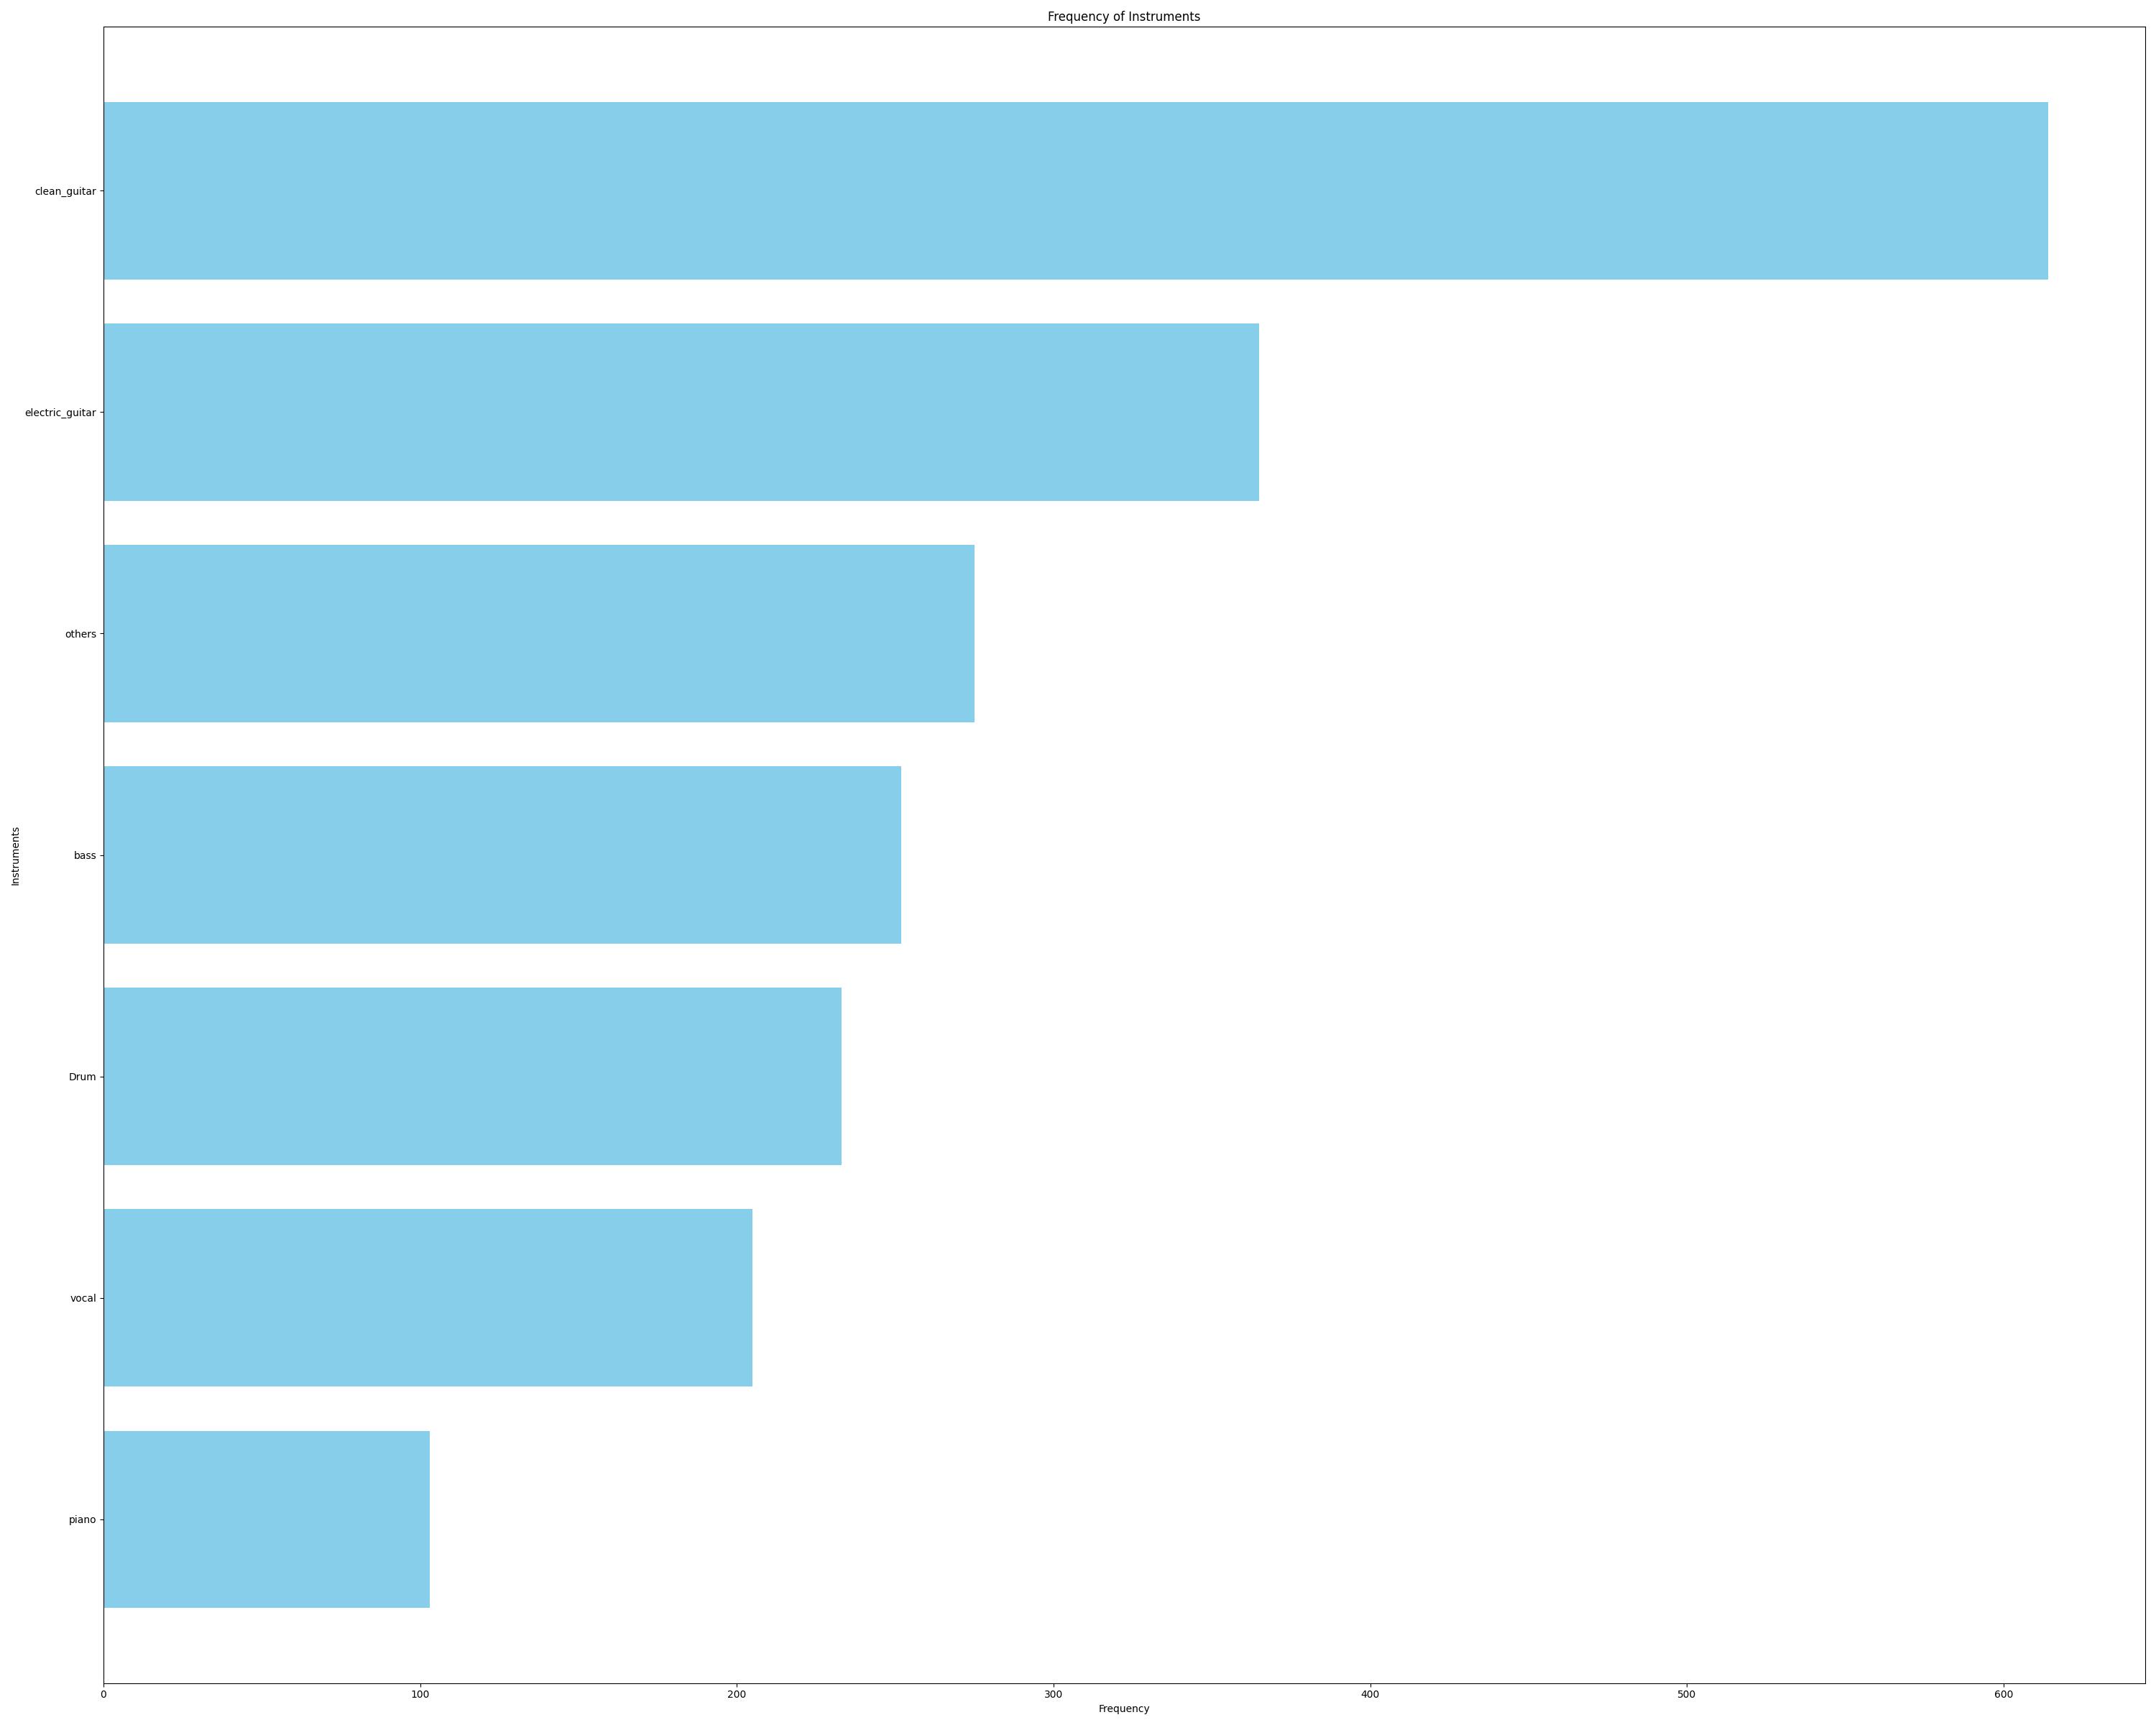 Frequency of Instruments
clean_guitar
electric_guitar
others
bass
Drum
vocal
piano
Instruments
0 100 200 300 400 500 600
Frequency